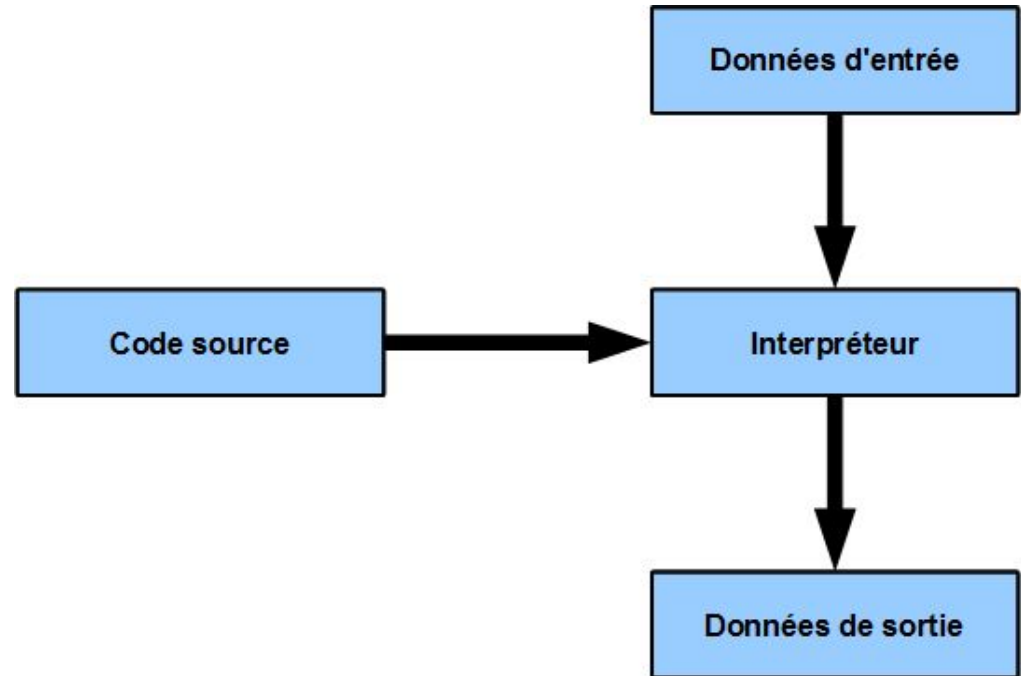 Données d'entrée
Code source
Interpréteur
Données de sortie